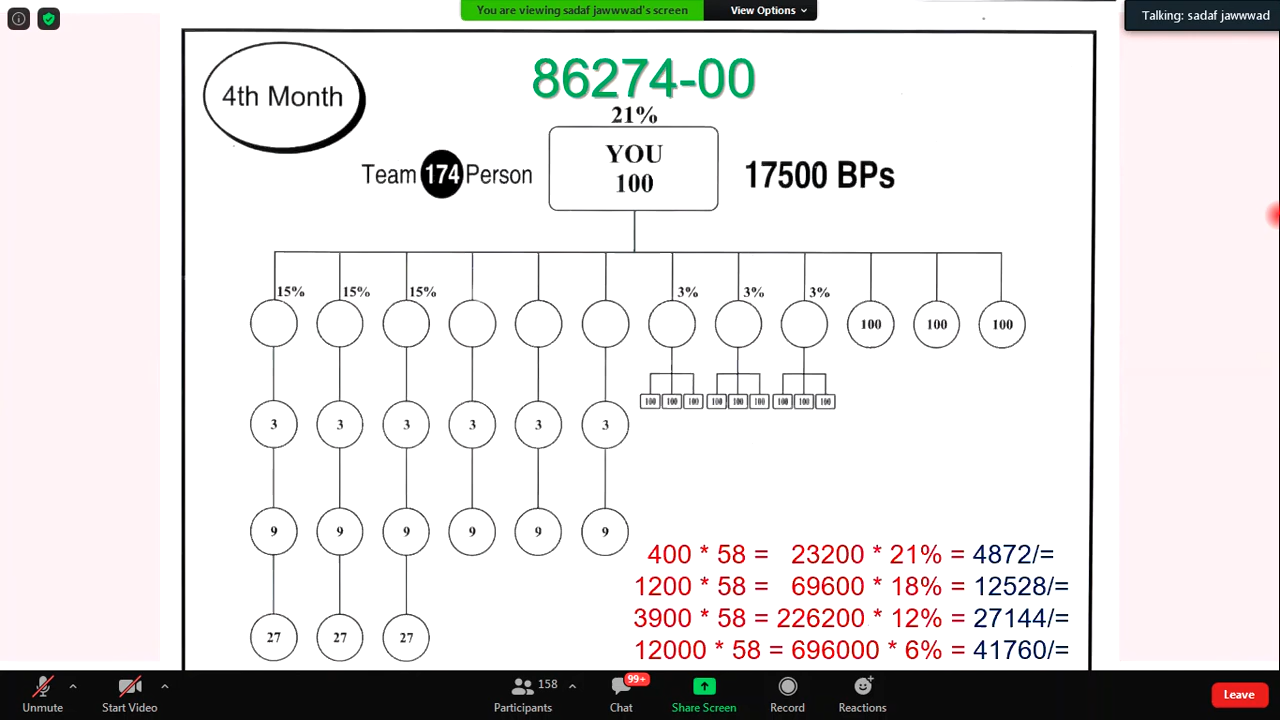 You are viewing sadaf jawwwad's screen
View Options
Talking: sadaf jawwwad
4th Month
86274-00
21%
YOU
100
Team 174 Person
17500 BPs
15% 15% 15% 3% 3% 3%
100 100 100
100 100 100 100 100 100 100 100 100
3 3 3 3 3 3
9 9 9 9 9 9
27 27 27
400 * 58 = 23200 * 21% = 4872/=
1200 * 58 = 69600 * 18% = 12528/=
3900 * 58 = 226200 * 12% = 27144/=
12000 * 58 = 696000 * 6% = 41760/=
Unmute
Start Video
158
Participants
99+
Chat
Share Screen
Record
Reactions
Leave